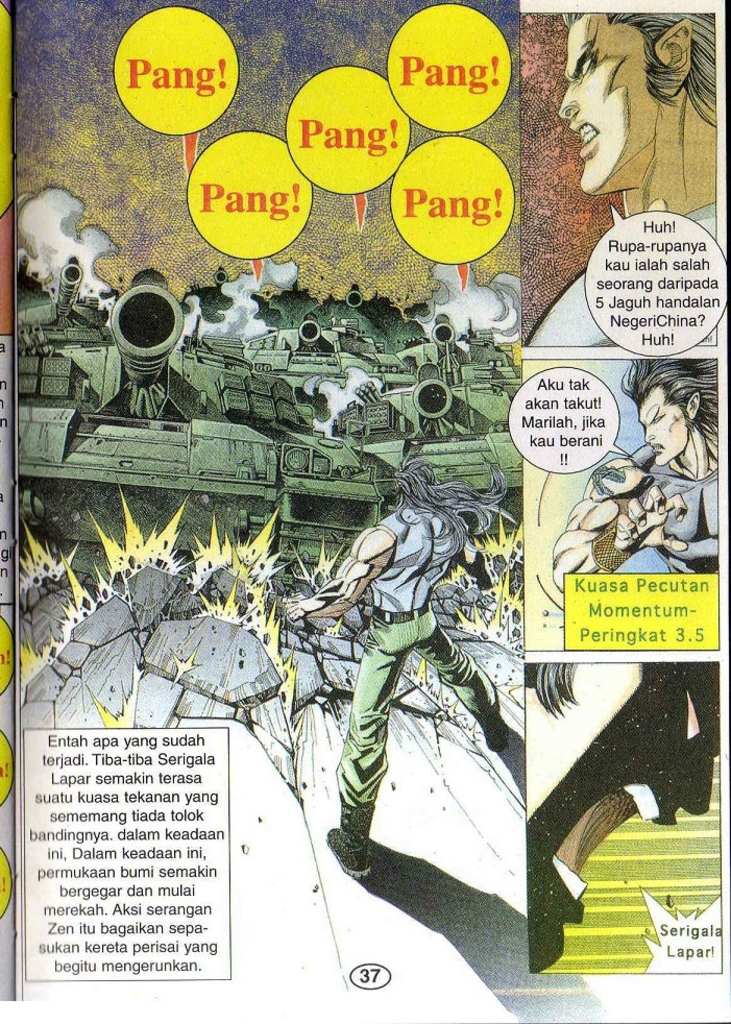 Pang!
Pang!
Pang!
Pang!
Pang!
Huh!
Rupa-rupanya
kau ialah salah
seorang daripada
5 Jaguh handalan
NegeriChina?
Huh!
Aku tak
akan takut!
Marilah, jika
kau berani
!!
Kuasa Pecutan
Momentum-
Peringkat 3.5
Entah apa yang sudah
terjadi. Tiba-tiba Serigala
Lapar semakin terasa
suatu kuasa tekanan yang
sememang tiada tolok
bandingnya. dalam keadaan
ini, Dalam keadaan ini,
permukaan bumi semakin
bergegar dan mulai
merekah. Aksi serangan
Zen itu bagaikan sepa-
sukan kereta perisai yang
begitu mengerunkan.
Serigala
Lapar!
37